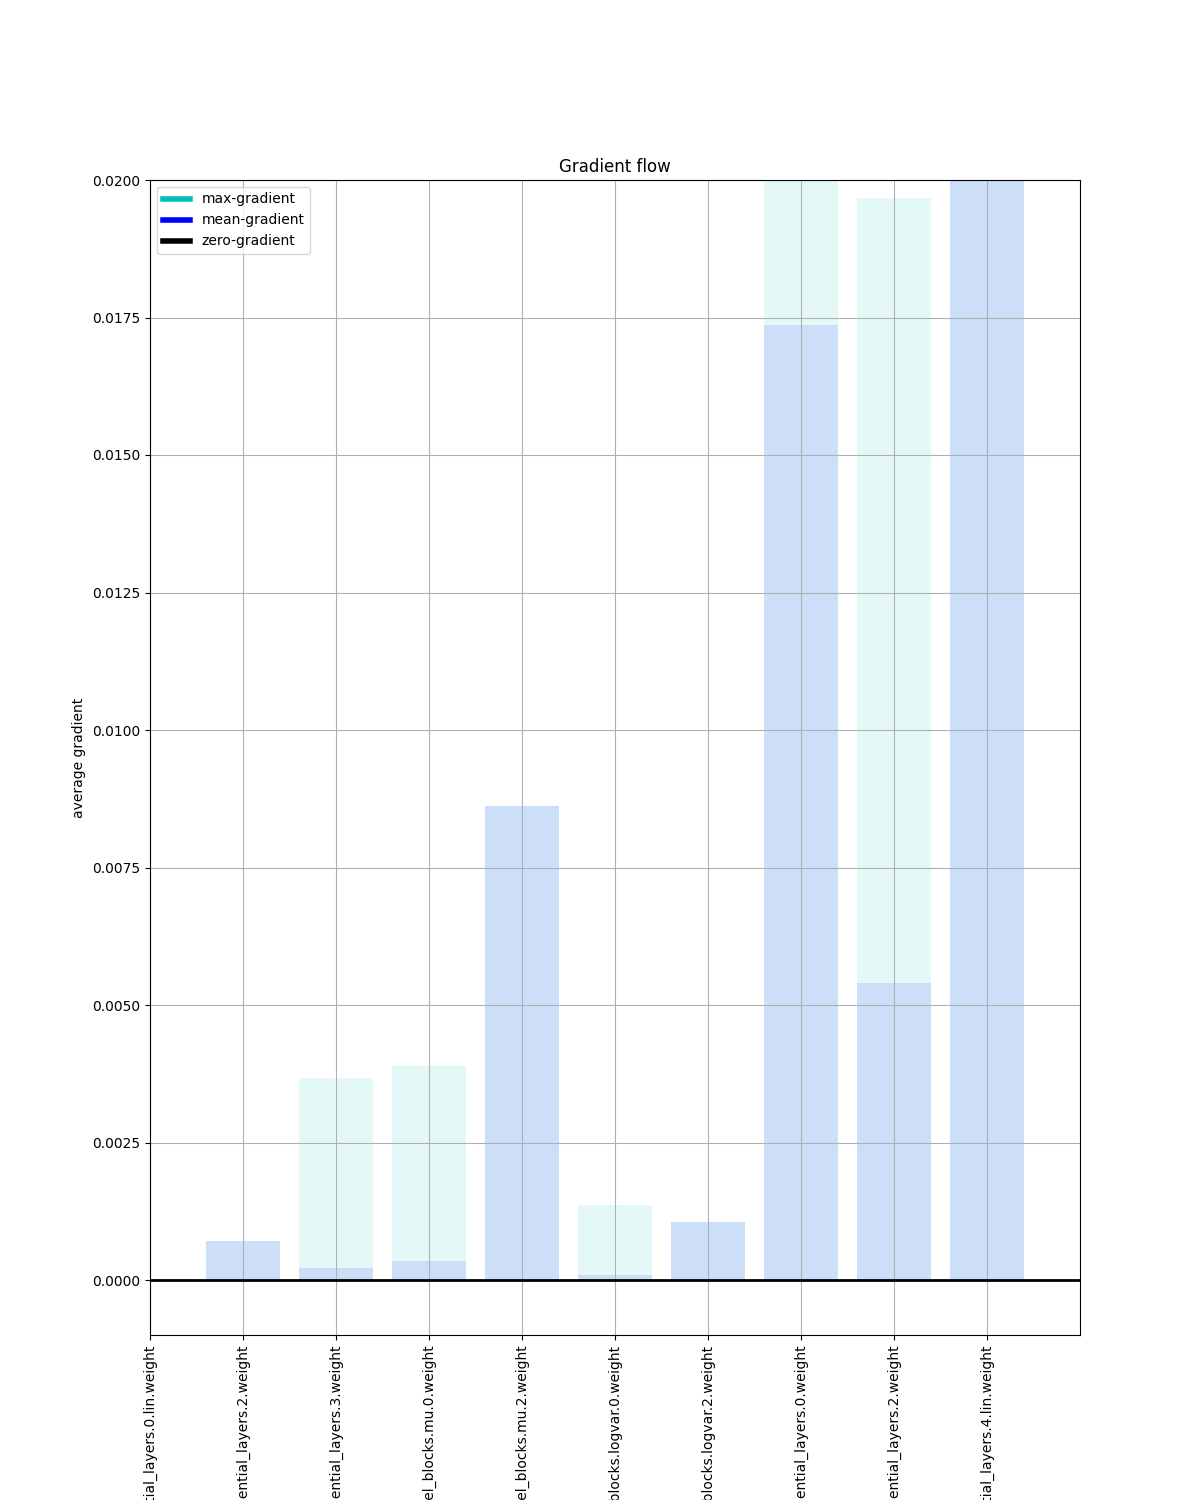 Gradient flow
max-gradient
mean-gradient
zero-gradient
0.0200
0.0175
0.0150
0.0125
0.0100
0.0075
0.0050
0.0025
0.0000
average gradient
tial_layers.0.lin.weight
ential_layers.2.weight
ential_layers.3.weight
el_blocks.mu.0.weight
el_blocks.mu.2.weight
blocks.logvar.0.weight
blocks.logvar.2.weight
ential_layers.0.weight
ential_layers.2.weight
tial_layers.4.lin.weight